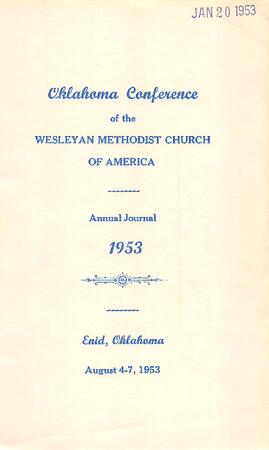 JAN 20 1953
Oklahoma Conference
of the
WESLEYAN METHODIST CHURCH
OF AMERICA
Annual Journal
1953
Enid, Oklahoma
August 4-7, 1953